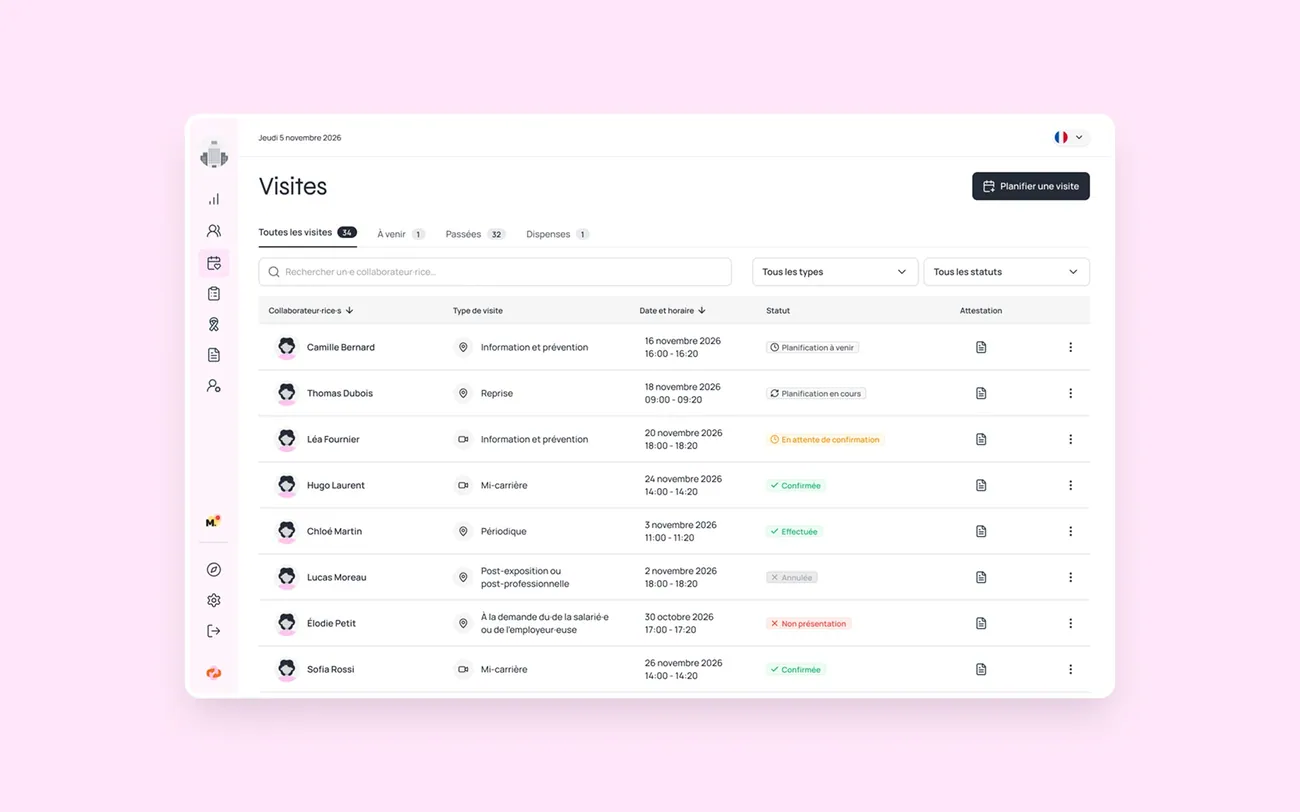 Jeudi 5 novembre 2026
Visites
Planifier une visite
Toutes les visites 34 À venir 1 Passées 32 Dispenses 1
Rechercher un·e collaborateur·rice...
Tous les types
Tous les statuts
Collaborateur·rice·s Type de visite Date et horaire Statut Attestation
Camille Bernard Information et prévention 16 novembre 2026
16:00 - 16:20
Planification à venir
Thomas Dubois Reprise 18 novembre 2026
09:00 - 09:20
Planification en cours
Léa Fournier Information et prévention 20 novembre 2026
18:00 - 18:20
En attente de confirmation
Hugo Laurent Mi-carrière 24 novembre 2026
14:00 - 14:20
Confirmée
Chloé Martin Périodique 3 novembre 2026
11:00 - 11:20
Effectuée
Lucas Moreau Post-exposition ou
post-professionnelle
2 novembre 2026
18:00 - 18:20
Annulée
Élodie Petit À la demande du·de la salarié·e
ou de l'employeur·euse
30 octobre 2026
17:00 - 17:20
Non présentation
Sofia Rossi Mi-carrière 26 novembre 2026
14:00 - 14:20
Confirmée
M.